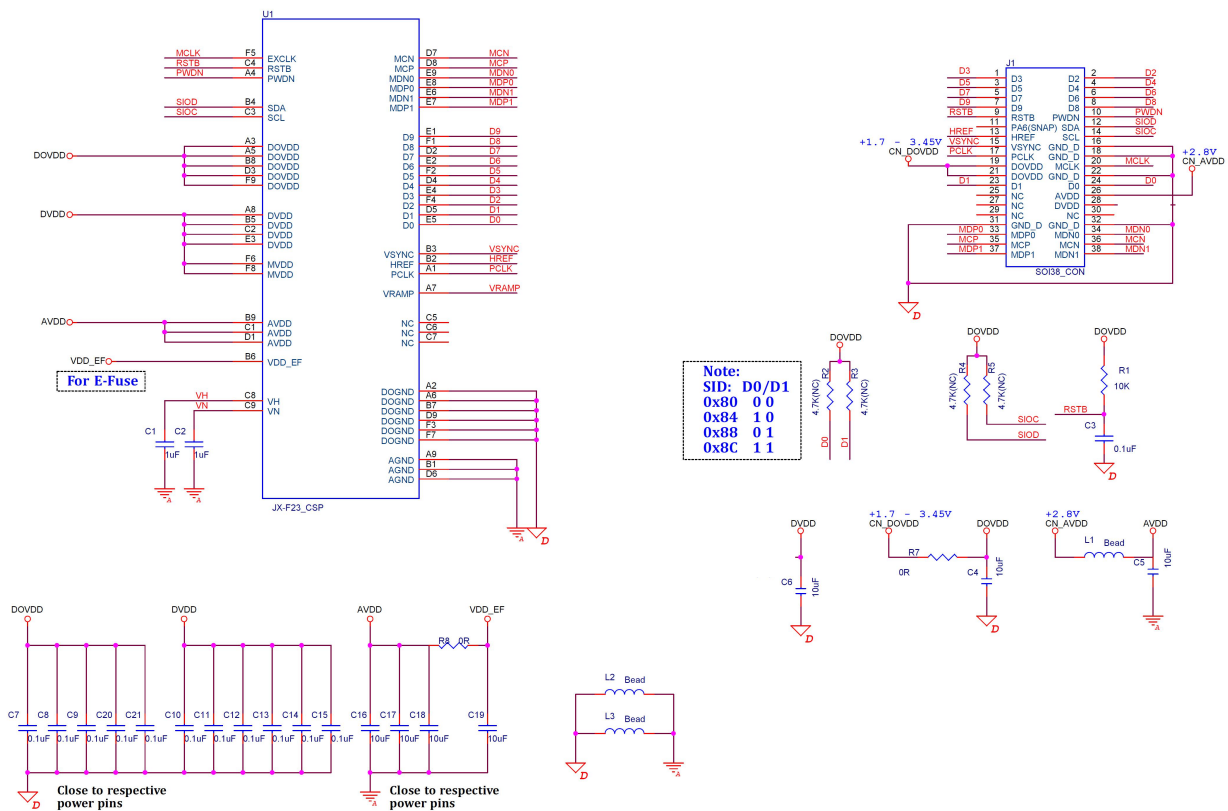 U1
MCLK F5 EXCLK
RSTB C4 RSTB
PWDN A4 PWDN
SIOD B4 SDA
SIOC C3 SCL
DOVDD
A3 DOVDD
A5 DOVDD
B8 DOVDD
D3 DOVDD
F9 DOVDD
DVDD
A8 DVDD
B5 DVDD
C2 DVDD
E3 DVDD
F6 MVDD
F8 MVDD
AVDD
B9 AVDD
C1 AVDD
D1 AVDD
VDD_EF B6 VDD_EF
For E-Fuse
VH C8 VH
VN C9 VN
C1 1uF
C2 1uF
A
A
MCN D7 MCN
MCP D8 MCP
MDN0 E9 MDN0
MDP0 E8 MDP0
MDN1 E6 MDN1
MDP1 E7 MDP1
D9 E1 D9
D8 F1 D8
D7 D2 D7
D6 E2 D6
D5 F2 D5
D4 D4 D4
D3 E4 D3
D2 F4 D2
D1 D5 D1
D0 E5 D0
VSYNC B3 VSYNC
HREF B2 HREF
PCLK A1 PCLK
VRAMP A7 VRAMP
NC C5
NC C6
NC C7
DOGND A2
DOGND A6
DOGND B7
DOGND D9
DOGND F3
DOGND F7
AGND A9
AGND B1
AGND D6
JX-F23_CSP
A
D
J1
D3 1 D3 D2 2 D2
D5 3 D5 D4 4 D4
D7 5 D7 D6 6 D6
D9 7 D9 D8 8 D8
RSTB 9 RSTB PWDN 10 PWDN
11 PA6(SNAP) SDA 12 SIOD
HREF 13 HREF SCL 14 SIOC
VSYNC 15 VSYNC GND_D 16
PCLK 17 PCLK GND_D 18
19 DOVDD MCLK 20 MCLK
21 DOVDD GND_D 22
D1 23 D1 D0 24 D0
25 NC AVDD 26
27 NC DVDD 28
29 NC NC 30
31 GND_D GND_D 32
MDP0 33 MDP0 MDN0 34 MDN0
MCP 35 MCP MCN 36 MCN
MDP1 37 MDP1 MDN1 38 MDN1
SOI38_CON
+1.7 - 3.45V
CN_DOVDD
+2.8V
CN_AVDD
D
Note:
SID: D0/D1
0x80 0 0
0x84 1 0
0x88 0 1
0x8C 1 1
DOVDD
R2 4.7K(NC)
R3 4.7K(NC)
D0
D1
DOVDD
R4 4.7K(NC)
R5 4.7K(NC)
SIOC
SIOD
DOVDD
R1
10K
RSTB
C3
0.1uF
D
DVDD
C6 10uF
D
+1.7 - 3.45V
CN_DOVDD
DOVDD
R7
0R
C4 10uF
D
+2.8V
CN_AVDD
AVDD
L1 Bead
C5 10uF
A
DOVDD
C7 0.1uF
C8 0.1uF
C9 0.1uF
C20 0.1uF
C21 0.1uF
DVDD
C10 0.1uF
C11 0.1uF
C12 0.1uF
C13 0.1uF
C14 0.1uF
C15 0.1uF
D
Close to respective
power pins
AVDD
VDD_EF
R8 0R
C16 10uF
C17 10uF
C18 10uF
C19 10uF
A
Close to respective
power pins
L2 Bead
L3 Bead
D
A